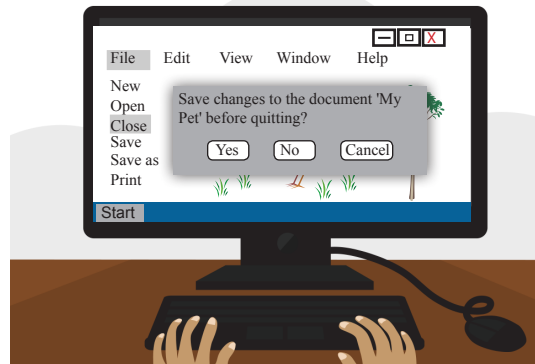 File Edit View Window Help
X
New
Open
Close
Save
Save as
Print
Save changes to the document 'My
Pet' before quitting?
Yes No Cancel
Start